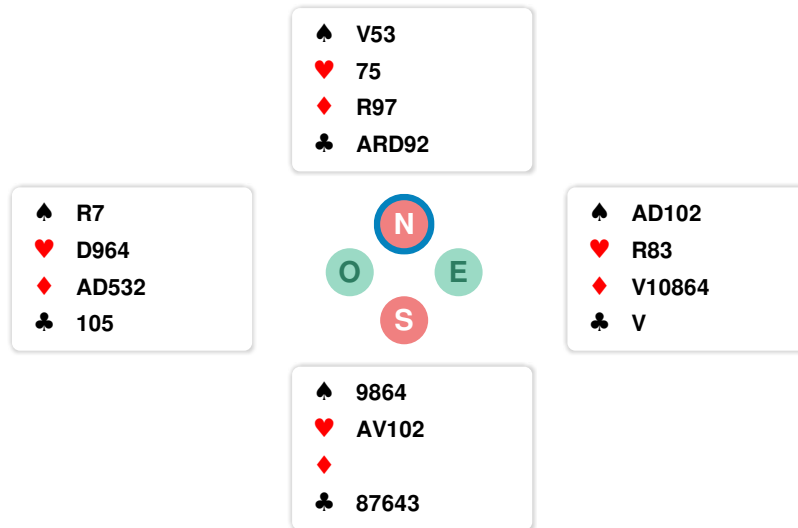 ♠ V53
♥ 75
♦ R97
♣ ARD92
♠ R7
♥ D964
♦ AD532
♣ 105
N
O E
S
♠ AD102
♥ R83
♦ V10864
♣ V
♠ 9864
♥ AV102
♦
♣ 87643